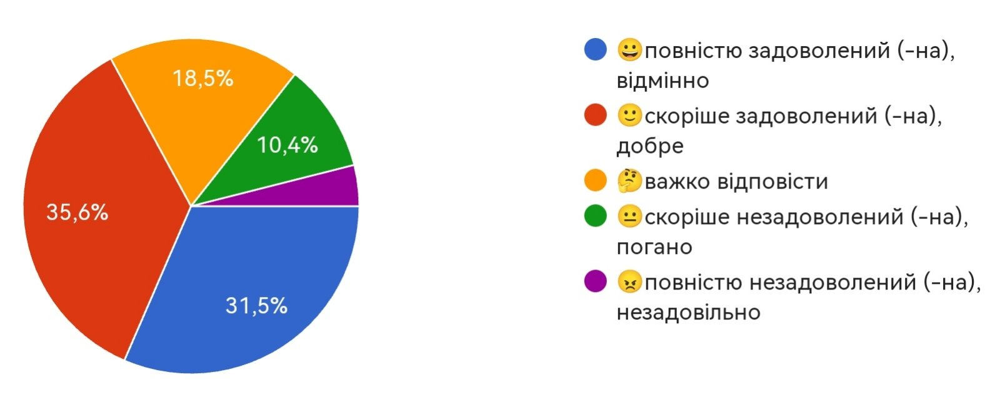 18,5%
10,4%
35,6%
31,5%
😀повністю задоволений (-на),
відмінно
🙂скоріше задоволений (-на),
добре
🤔важко відповісти
😐скоріше незадоволений (-на),
погано
😠повністю незадоволений (-на),
незадовільно